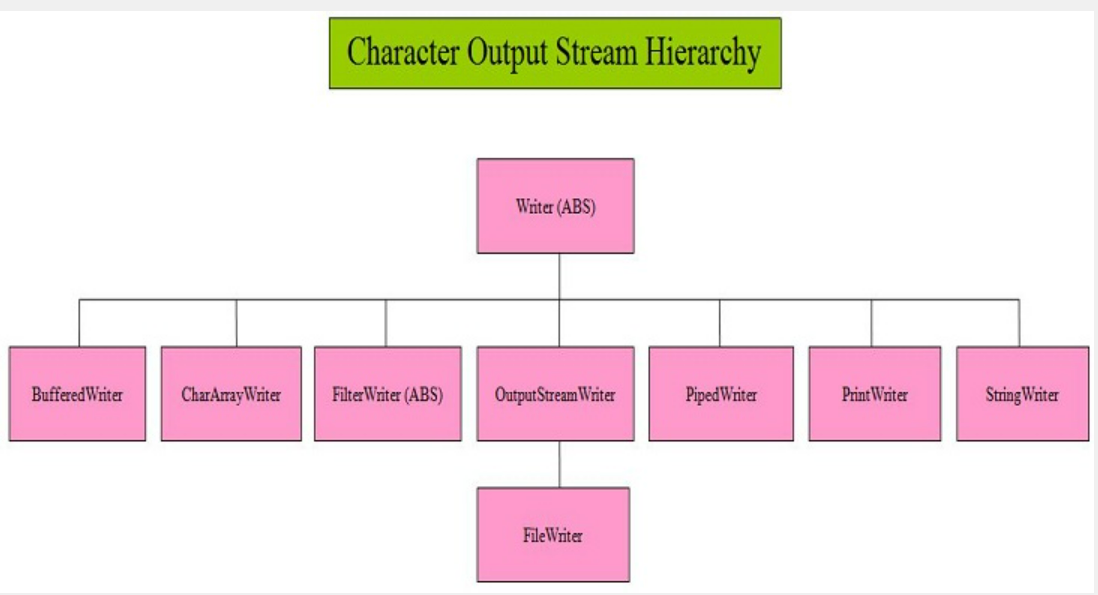 Character Output Stream Hierarchy
Writer (ABS)
BufferedWriter
CharArrayWriter
FilterWriter (ABS)
OutputStreamWriter
PipedWriter
PrintWriter
StringWriter
FileWriter